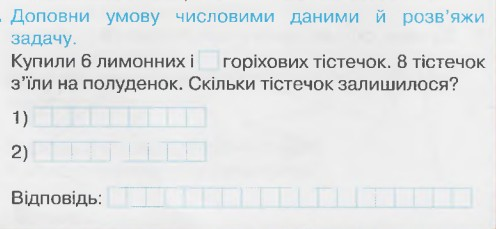 Доповни умову числовими даними й розв'яжи
задачу.
Купили 6 лимонних і горіхових тістечок. 8 тістечок
з'їли на полуденок. Скільки тістечок залишилося?
1)
2)
Відповідь: